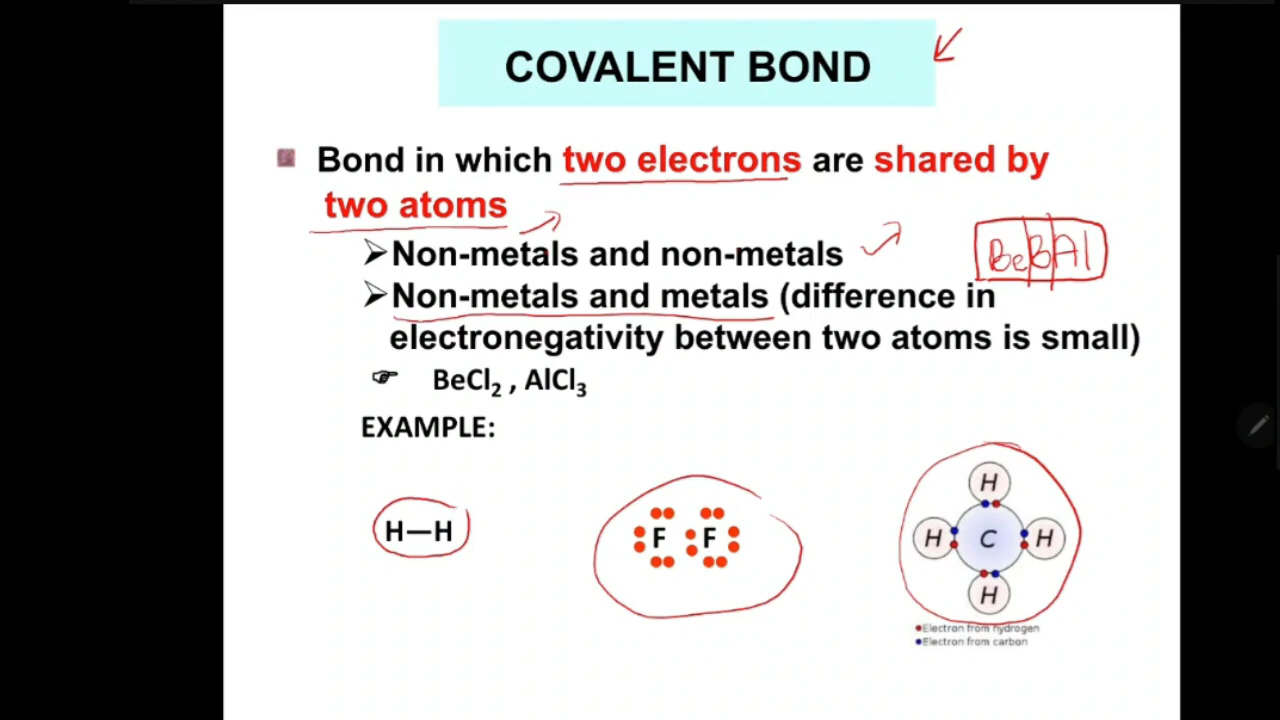 COVALENT BOND
Bond in which two electrons are shared by
two atoms
Non-metals and non-metals
BeBAl
Non-metals and metals (difference in
electronegativity between two atoms is small)
BeCl₂ , AlCl₃
EXAMPLE:
H—H
F F
H
H C H
H
Electron from hydrogen
Electron from carbon